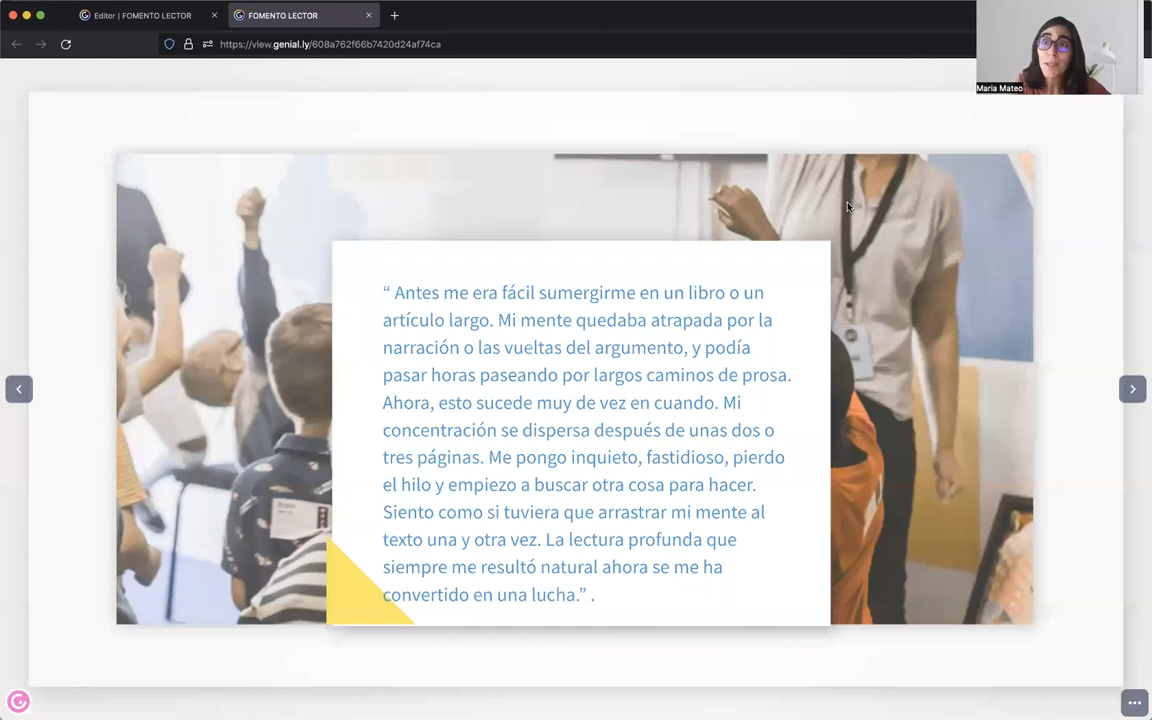 Editor | FOMENTO LECTOR
FOMENTO LECTOR
https://view.genial.ly/608a762f66b7420d24af74ca
Maria Mateo
“ Antes me era fácil sumergirme en un libro o un
artículo largo. Mi mente quedaba atrapada por la
narración o las vueltas del argumento, y podía
pasar horas paseando por largos caminos de prosa.
Ahora, esto sucede muy de vez en cuando. Mi
concentración se dispersa después de unas dos o
tres páginas. Me pongo inquieto, fastidioso, pierdo
el hilo y empiezo a buscar otra cosa para hacer.
Siento como si tuviera que arrastrar mi mente al
texto una y otra vez. La lectura profunda que
siempre me resultó natural ahora se me ha
convertido en una lucha.” .